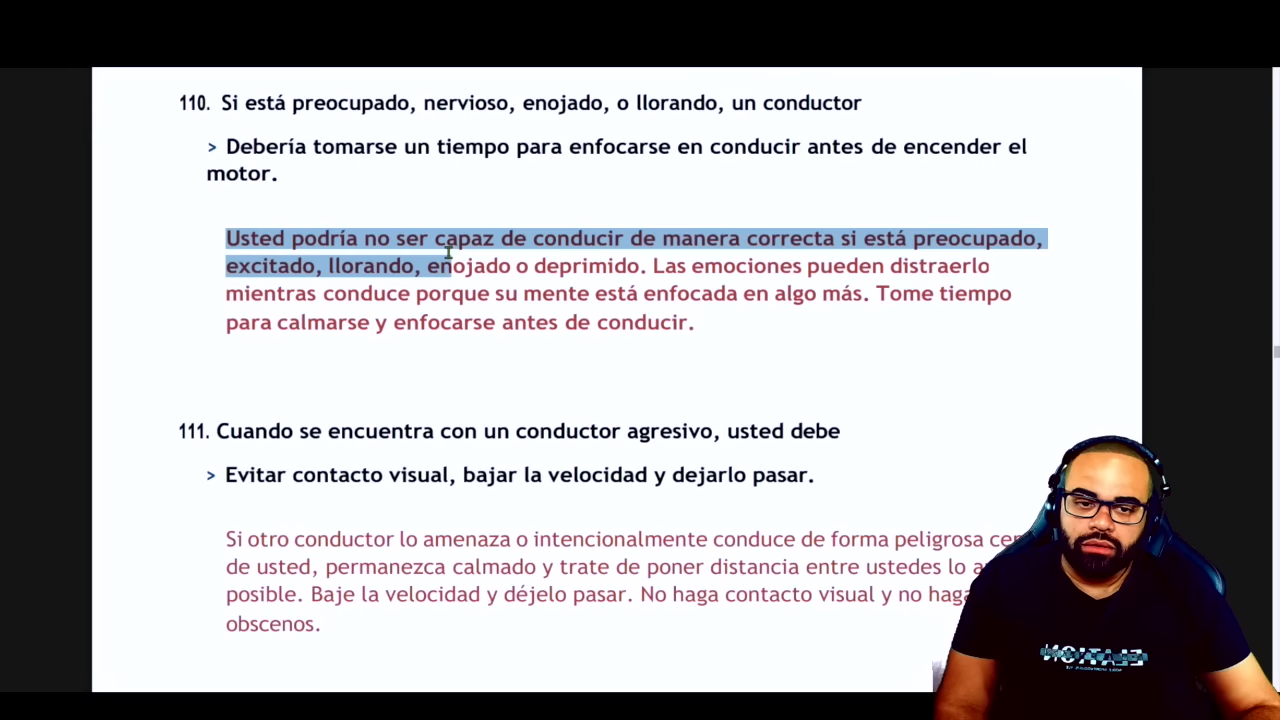 110. Si está preocupado, nervioso, enojado, o llorando, un conductor
> Debería tomarse un tiempo para enfocarse en conducir antes de encender el
motor.
Usted podría no ser capaz de conducir de manera correcta si está preocupado,
excitado, llorando, enojado o deprimido. Las emociones pueden distraerlo
mientras conduce porque su mente está enfocada en algo más. Tome tiempo
para calmarse y enfocarse antes de conducir.
111. Cuando se encuentra con un conductor agresivo, usted debe
> Evitar contacto visual, bajar la velocidad y dejarlo pasar.
Si otro conductor lo amenaza o intencionalmente conduce de forma peligrosa
de usted, permanezca calmado y trate de poner distancia entre ustedes lo
posible. Baje la velocidad y déjelo pasar. No haga contacto visual y no haga
obscenos.